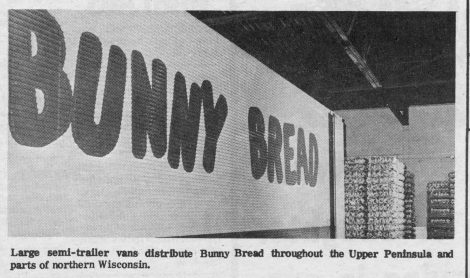 BUNNY BREAD
Large semi-trailer vans distribute Bunny Bread throughout the Upper Peninsula and
parts of northern Wisconsin.